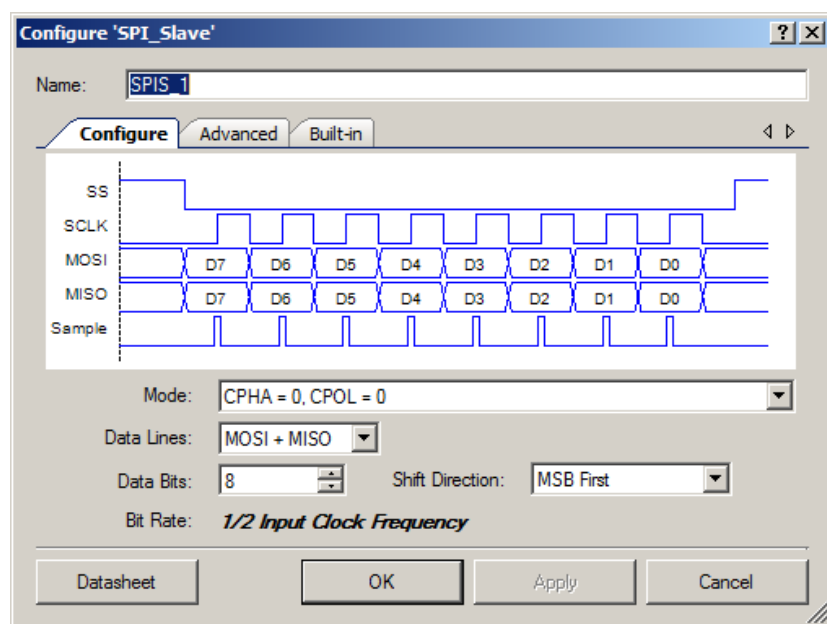 Configure 'SPI_Slave'
Name: SPIS_1
Configure Advanced Built-in
SS
SCLK
MOSI D7 D6 D5 D4 D3 D2 D1 D0
MISO D7 D6 D5 D4 D3 D2 D1 D0
Sample
Mode: CPHA = 0, CPOL = 0
Data Lines: MOSI + MISO
Data Bits: 8 Shift Direction: MSB First
Bit Rate: 1/2 Input Clock Frequency
Datasheet OK Apply Cancel